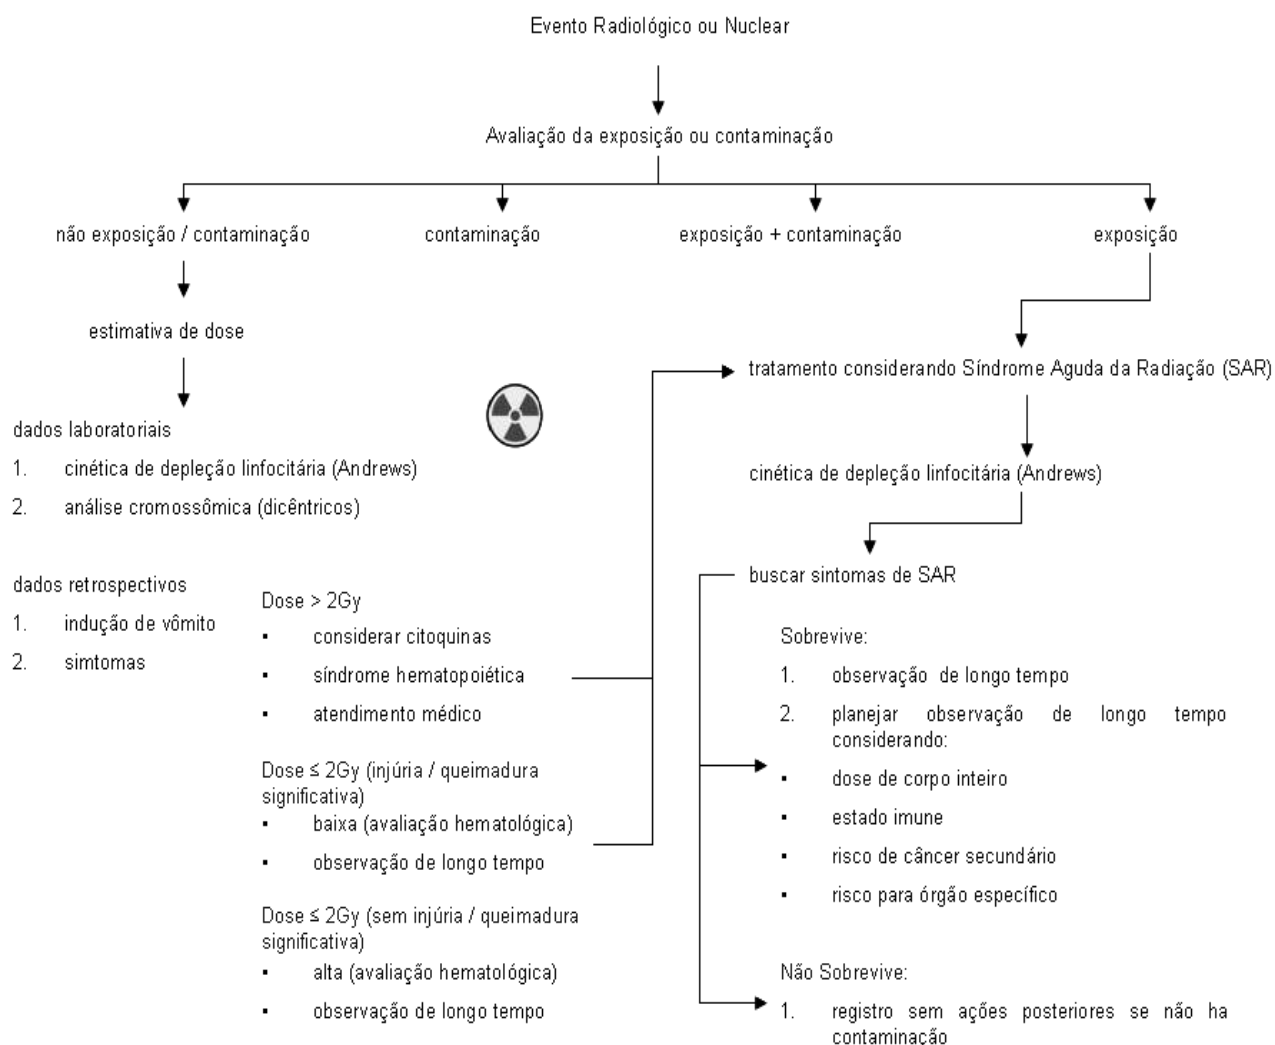 Evento Radiológico ou Nuclear
Avaliação da exposição ou contaminação
não exposição / contaminação
contaminação
exposição + contaminação
exposição
estimativa de dose
tratamento considerando Síndrome Aguda da Radiação (SAR)
dados laboratoriais
1. cinética de depleção linfocitária (Andrews)
2. análise cromossômica (dicêntricos)
cinética de depleção linfocitária (Andrews)
buscar sintomas de SAR
dados retrospectivos
1. indução de vômito
2. simtomas
Dose > 2Gy
▪ considerar citoquinas
▪ síndrome hematopoiética
▪ atendimento médico
Dose ≤ 2Gy (injúria / queimadura
significativa)
▪ baixa (avaliação hematológica)
▪ observação de longo tempo
Dose ≤ 2Gy (sem injúria / queimadura
significativa)
▪ alta (avaliação hematológica)
▪ observação de longo tempo
Sobrevive:
1. observação de longo tempo
2. planejar observação de longo tempo
considerando:
▪ dose de corpo inteiro
▪ estado imune
▪ risco de câncer secundário
▪ risco para órgão específico
Não Sobrevive:
1. registro sem ações posteriores se não ha
contaminação